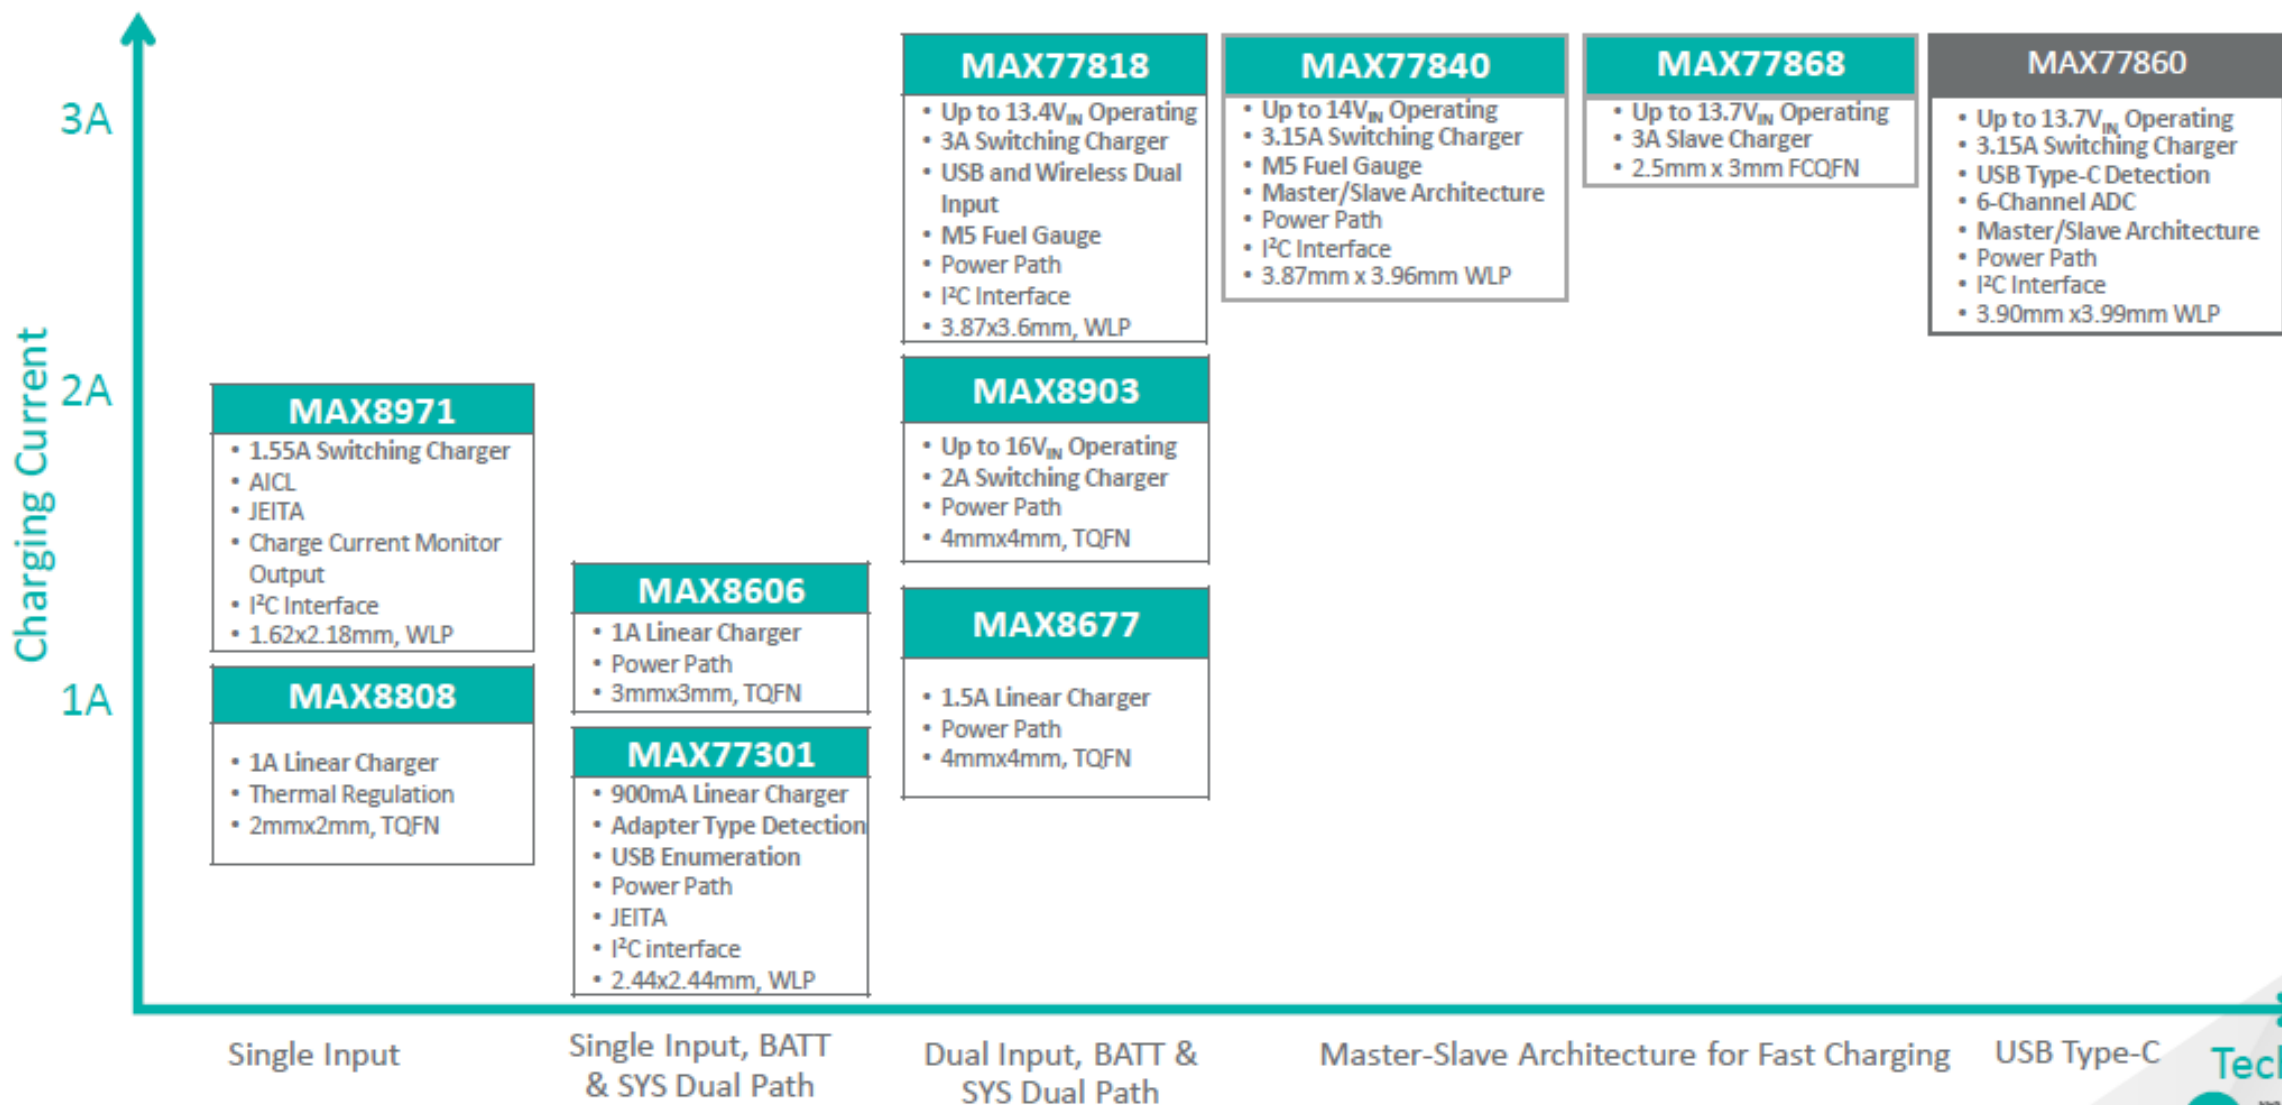 Charging Current
3A
2A
1A
MAX8971
• 1.55A Switching Charger
• AICL
• JEITA
• Charge Current Monitor
Output
• I²C Interface
• 1.62x2.18mm, WLP
MAX8808
• 1A Linear Charger
• Thermal Regulation
• 2mmx2mm, TQFN
MAX8606
• 1A Linear Charger
• Power Path
• 3mmx3mm, TQFN
MAX77301
• 900mA Linear Charger
• Adapter Type Detection
• USB Enumeration
• Power Path
• JEITA
• I²C interface
• 2.44x2.44mm, WLP
MAX77818
• Up to 13.4VIN Operating
• 3A Switching Charger
• USB and Wireless Dual
Input
• M5 Fuel Gauge
• Power Path
• I²C Interface
• 3.87x3.6mm, WLP
MAX8903
• Up to 16VIN Operating
• 2A Switching Charger
• Power Path
• 4mmx4mm, TQFN
MAX8677
• 1.5A Linear Charger
• Power Path
• 4mmx4mm, TQFN
MAX77840
• Up to 14VIN Operating
• 3.15A Switching Charger
• M5 Fuel Gauge
• Master/Slave Architecture
• Power Path
• I²C Interface
• 3.87mm x 3.96mm WLP
MAX77868
• Up to 13.7VIN Operating
• 3A Slave Charger
• 2.5mm x 3mm FCQFN
MAX77860
• Up to 13.7VIN Operating
• 3.15A Switching Charger
• USB Type-C Detection
• 6-Channel ADC
• Master/Slave Architecture
• Power Path
• I²C Interface
• 3.90mm x3.99mm WLP
Single Input
Single Input, BATT
& SYS Dual Path
Dual Input, BATT &
SYS Dual Path
Master-Slave Architecture for Fast Charging
USB Type-C